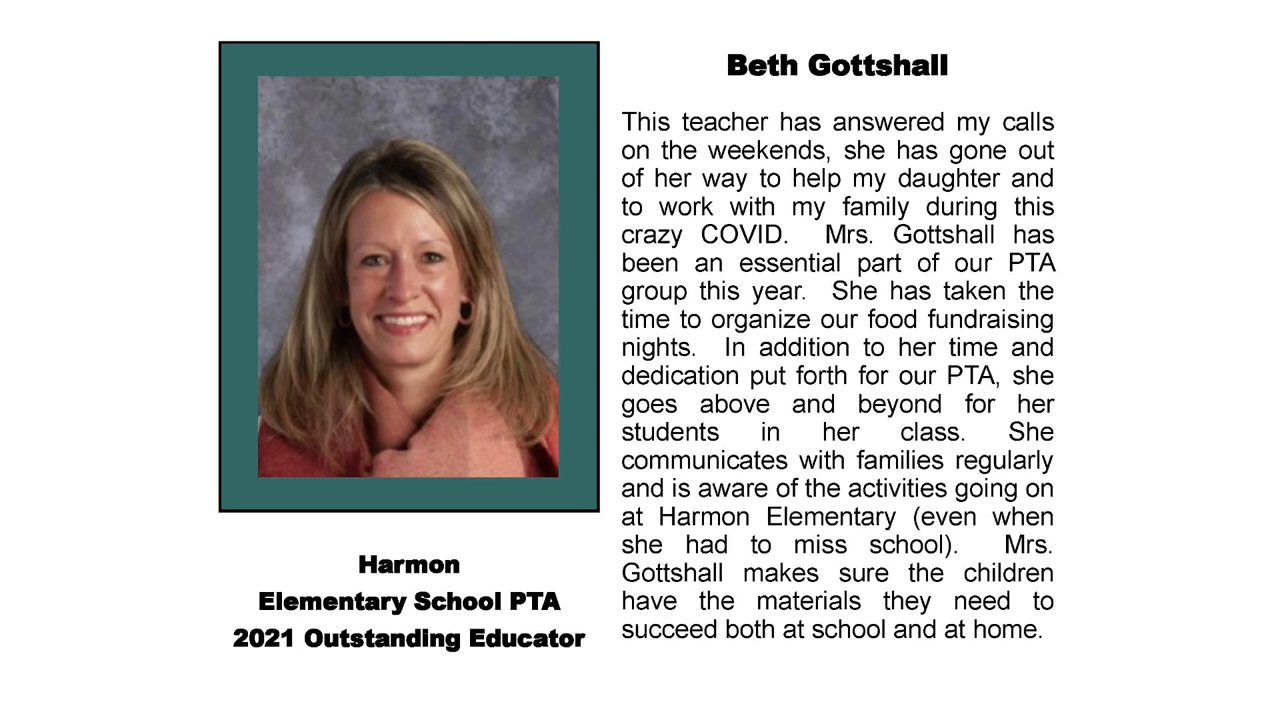 Beth Gottshall
This teacher has answered my calls
on the weekends, she has gone out
of her way to help my daughter and
to work with my family during this
crazy COVID. Mrs. Gottshall has
been an essential part of our PTA
group this year. She has taken the
time to organize our food fundraising
nights. In addition to her time and
dedication put forth for our PTA, she
goes above and beyond for her
students in her class. She
communicates with families regularly
and is aware of the activities going on
at Harmon Elementary (even when
she had to miss school). Mrs.
Gottshall makes sure the children
have the materials they need to
succeed both at school and at home.
Harmon
Elementary School PTA
2021 Outstanding Educator